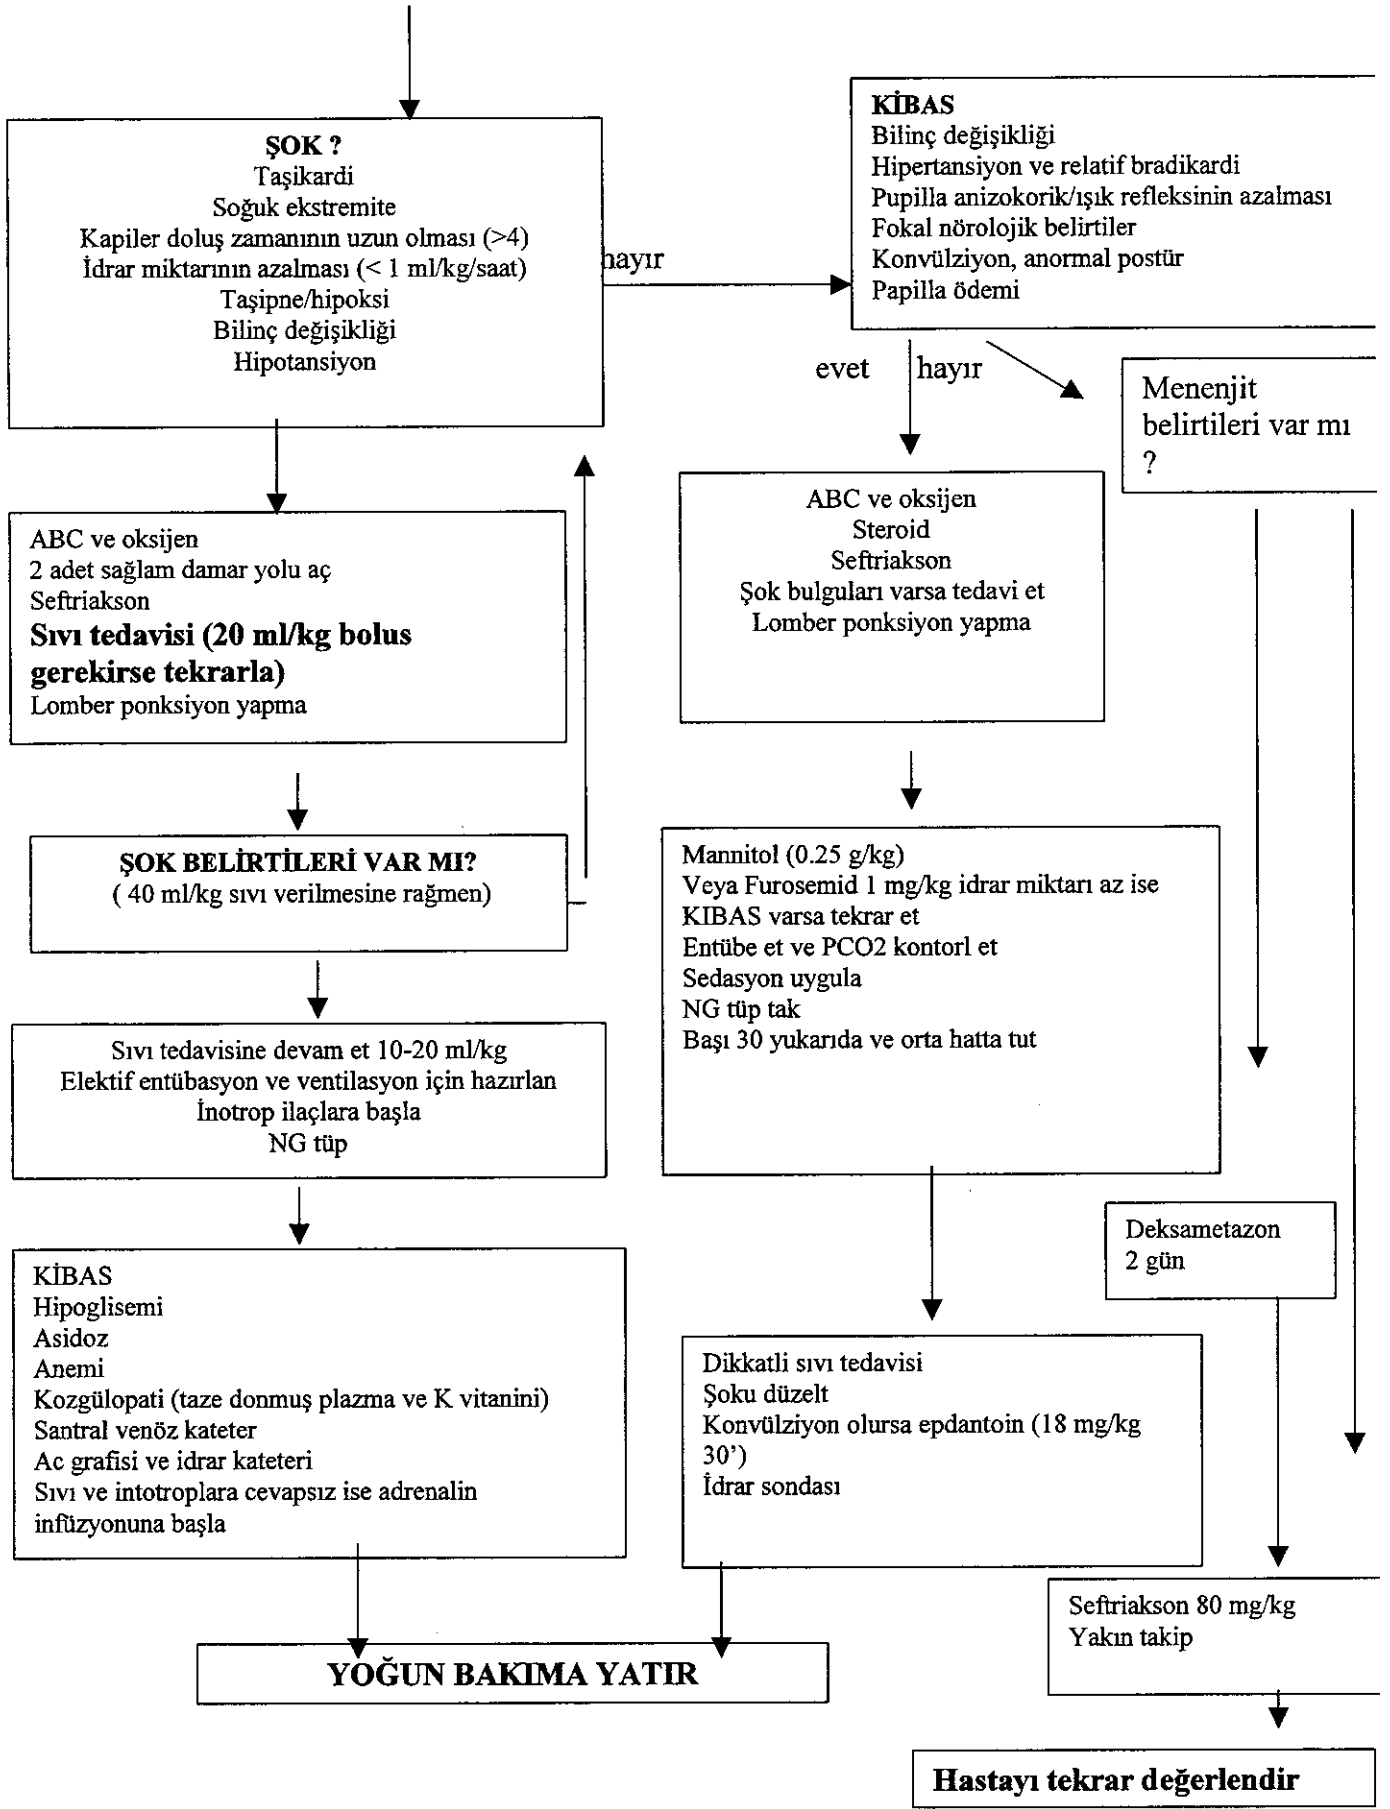 ŞOK ?
Taşikardi
Soğuk ekstremite
Kapiler doluş zamanının uzun olması (>4)
İdrar miktarının azalması (< 1 ml/kg/saat)
Taşipne/hipoksi
Bilinç değişikliği
Hipotansiyon
hayır
KİBAS
Bilinç değişikliği
Hipertansiyon ve relatif bradikardi
Pupilla anizokorik/ışık refleksinin azalması
Fokal nörolojik belirtiler
Konvülziyon, anormal postür
Papilla ödemi
evet
hayır
Menenjit
belirtileri var mı
?
ABC ve oksijen
2 adet sağlam damar yolu aç
Seftriakson
Sıvı tedavisi (20 ml/kg bolus
gerekirse tekrarla)
Lomber ponksiyon yapma
ABC ve oksijen
Steroid
Seftriakson
Şok bulguları varsa tedavi et
Lomber ponksiyon yapma
ŞOK BELİRTİLERİ VAR MI?
( 40 ml/kg sıvı verilmesine rağmen)
Mannitol (0.25 g/kg)
Veya Furosemid 1 mg/kg idrar miktarı az ise
KIBAS varsa tekrar et
Entübe et ve PCO2 kontorl et
Sedasyon uygula
NG tüp tak
Başı 30 yukarıda ve orta hatta tut
Sıvı tedavisine devam et 10-20 ml/kg
Elektif entübasyon ve ventilasyon için hazırlan
İnotrop ilaçlara başla
NG tüp
Deksametazon
2 gün
KİBAS
Hipoglisemi
Asidoz
Anemi
Kozgülopati (taze donmuş plazma ve K vitanini)
Santral venöz kateter
Ac grafisi ve idrar kateteri
Sıvı ve intotroplara cevapsız ise adrenalin
infüzyonuna başla
Dikkatli sıvı tedavisi
Şoku düzelt
Konvülziyon olursa epdantoin (18 mg/kg
30')
İdrar sondası
Seftriakson 80 mg/kg
Yakın takip
YOĞUN BAKIMA YATIR
Hastayı tekrar değerlendir